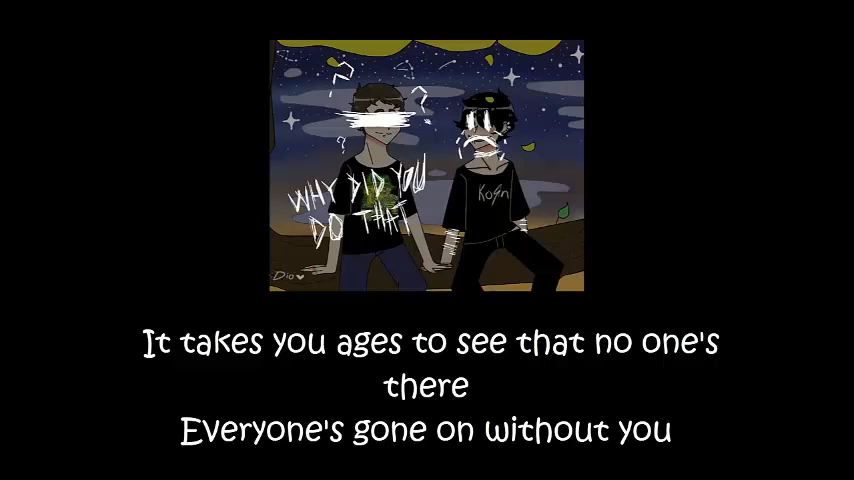 ? ?
?
WHY DID YOU
DO THAT
KoЯn
Dio♥
It takes you ages to see that no one's
there
Everyone's gone on without you